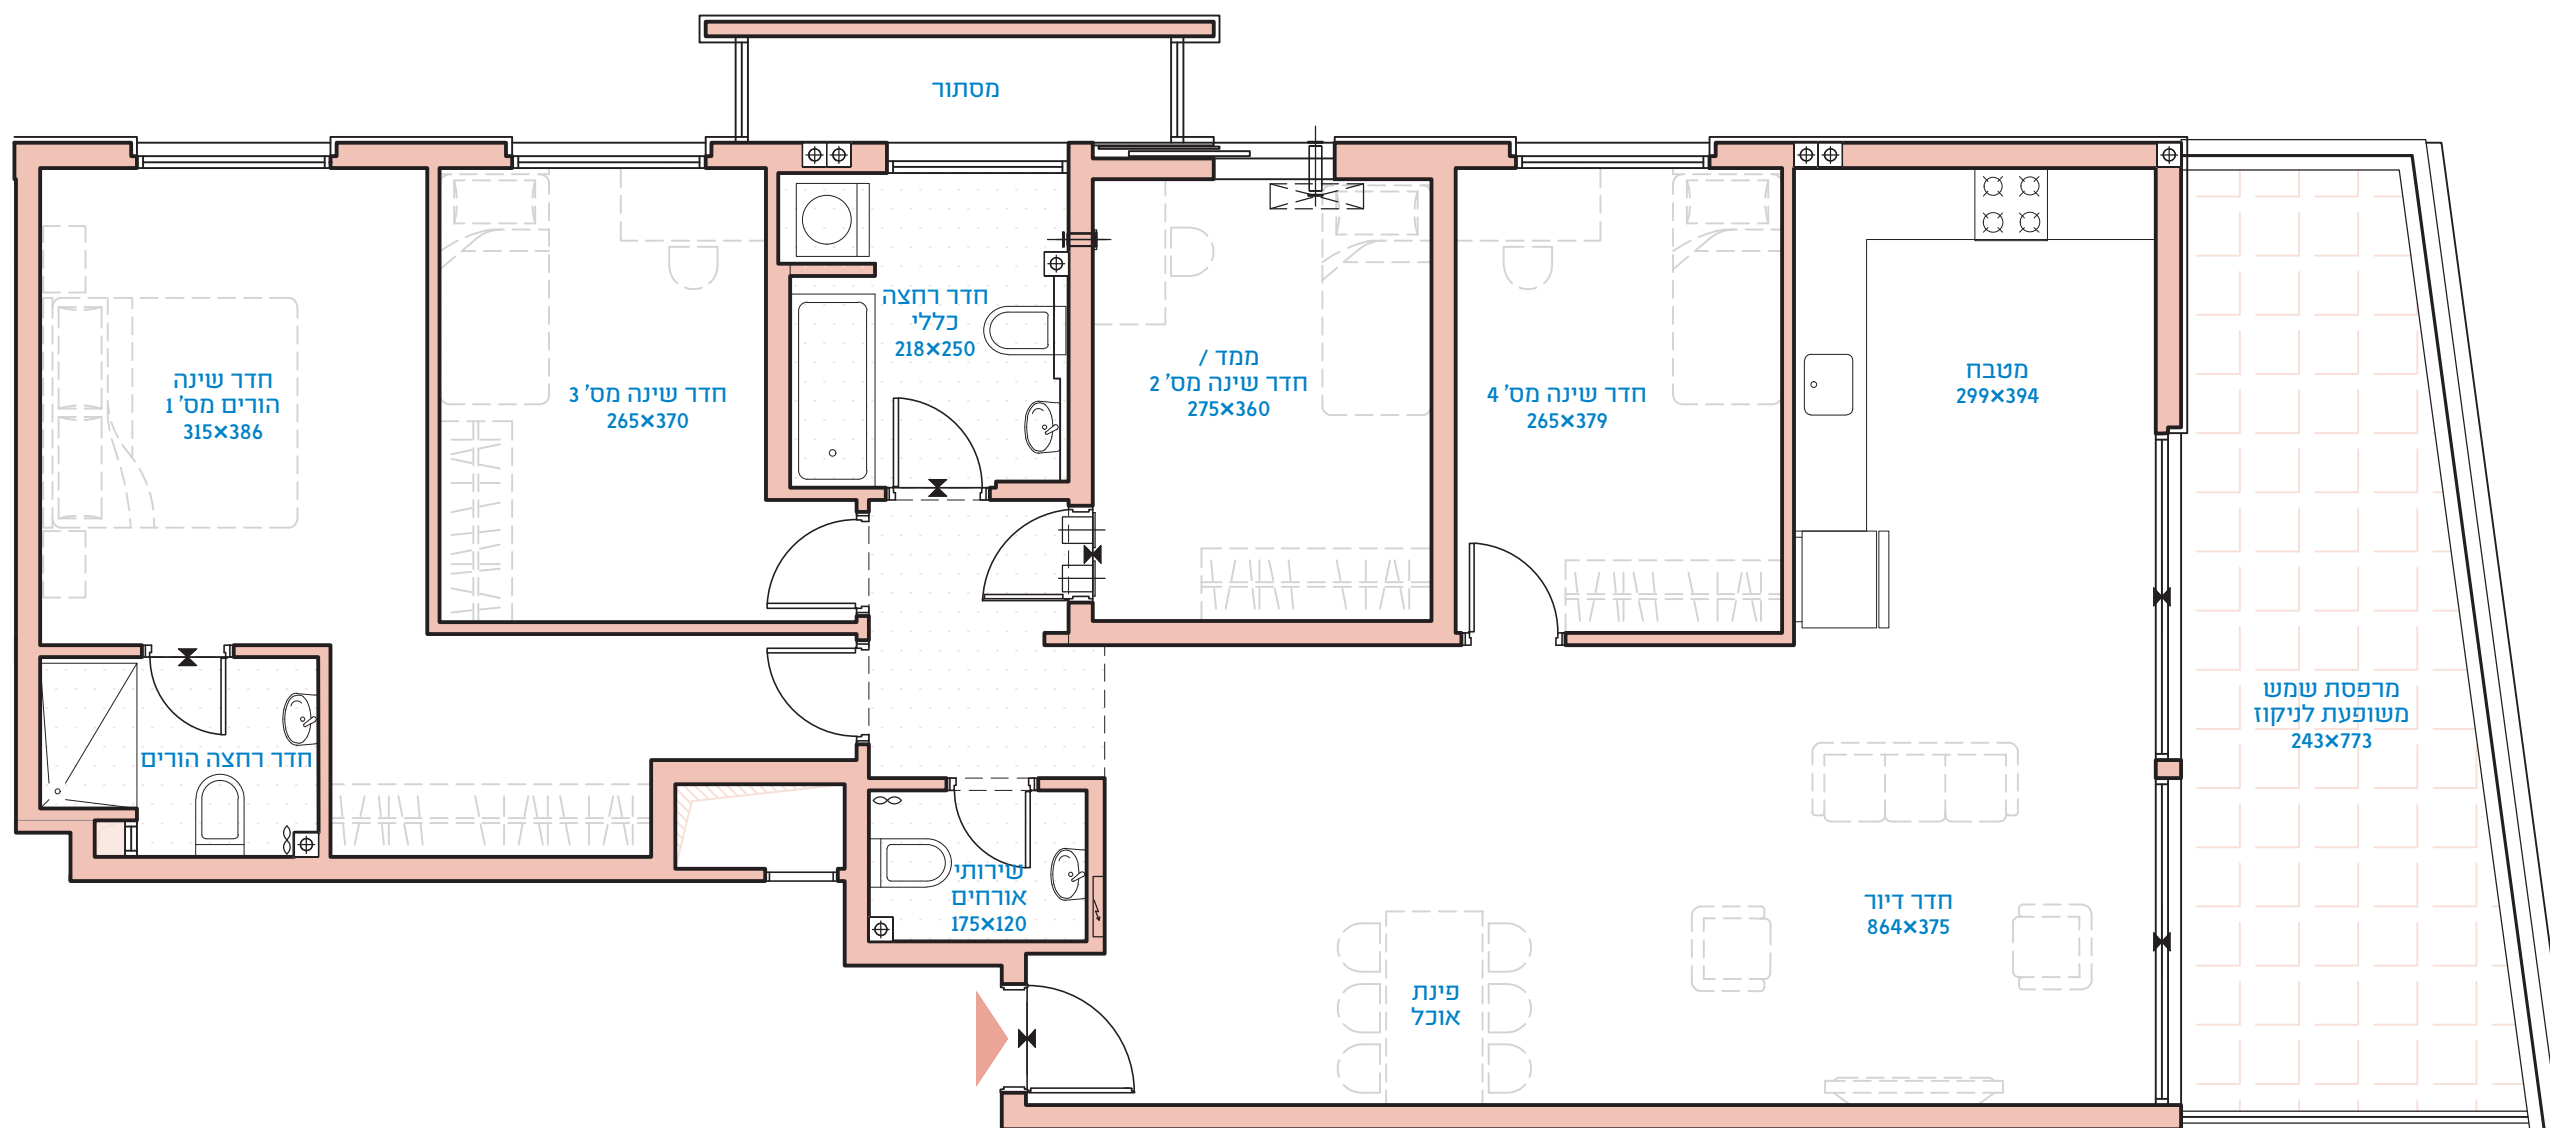 מסתור
חדר רחצה
כללי
218×250
ממד /
חדר שינה מס' 2
275×360
מטבח
299×394
חדר שינה מס' 4
265×379
חדר שינה מס' 3
265×370
חדר שינה
הורים מס' 1
315×386
מרפסת שמש
משופעת לניקוז
243×773
חדר רחצה הורים
שירותי
אורחים
175×120
חדר דיור
864×375
פינת
אוכל